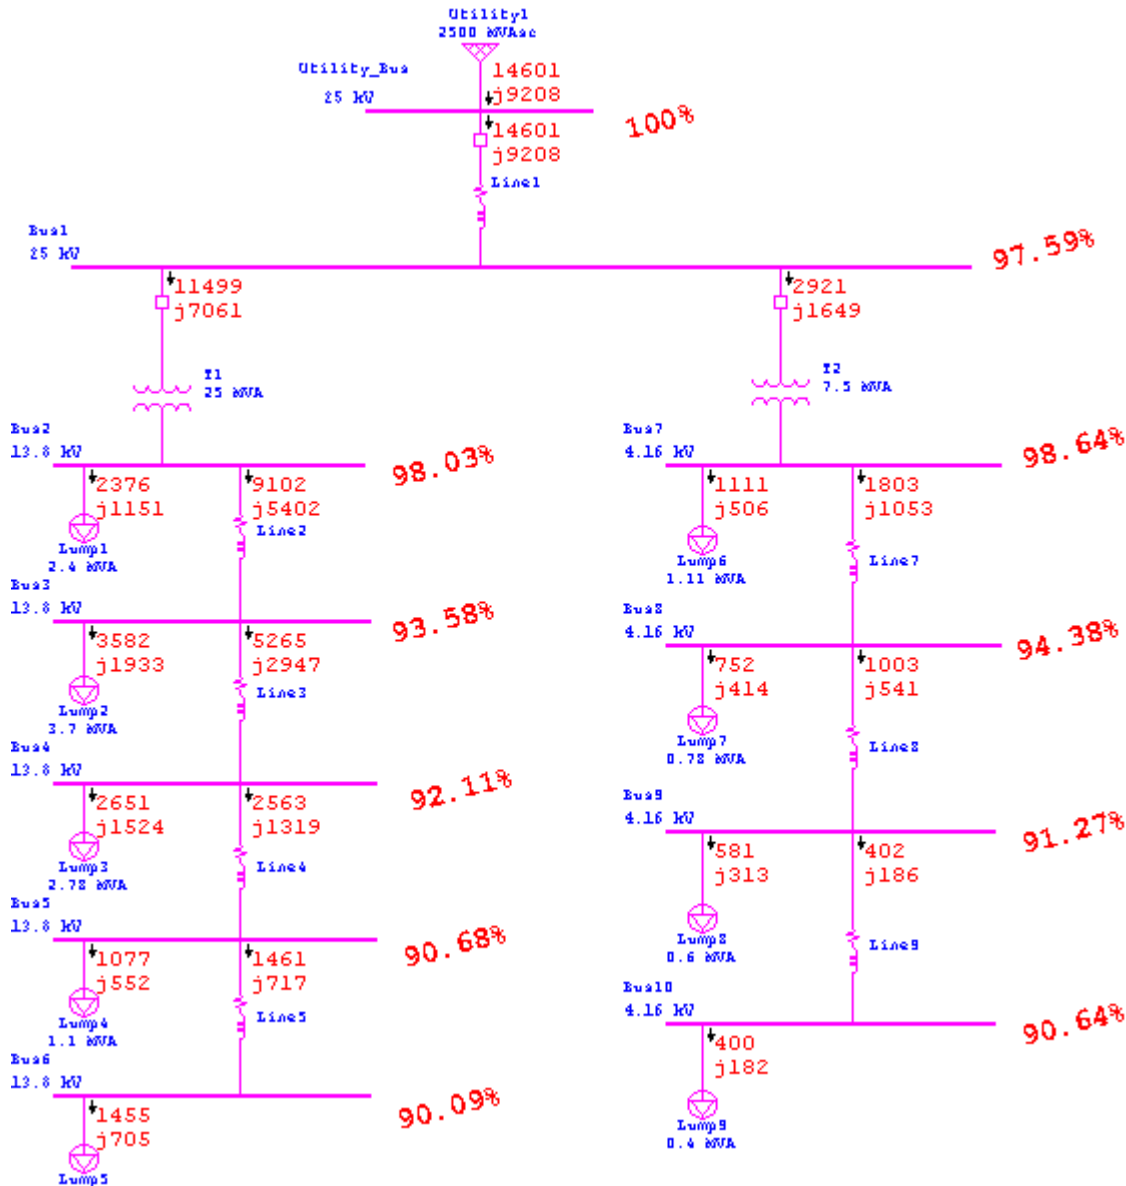 Utility1
2500 MVAsc
Utility_Bus
25 kV
14601
j9208
100%
14601
j9208
Line1
Bus1
25 kV
97.59%
11499
j7061
2921
j1649
T1
25 MVA
T2
7.5 MVA
Bus2
13.8 kV
98.03%
Bus7
4.16 kV
98.64%
2376
j1151
9102
j5402
Line2
Lump1
2.4 MVA
1111
j506
1803
j1053
Line7
Lump6
1.11 MVA
Bus3
13.8 kV
93.58%
Bus8
4.16 kV
94.38%
3582
j1933
5265
j2947
Line3
Lump2
3.7 MVA
752
j414
1003
j541
Line8
Lump7
0.78 MVA
Bus4
13.8 kV
92.11%
Bus9
4.16 kV
91.27%
2651
j1524
2563
j1319
Line4
Lump3
2.78 MVA
581
j313
402
j186
Line9
Lump8
0.6 MVA
Bus5
13.8 kV
90.68%
Bus10
4.16 kV
90.64%
1077
j552
1461
j717
Line5
Lump4
1.1 MVA
400
j182
Lump9
0.4 MVA
Bus6
13.8 kV
90.09%
1455
j705
Lump5